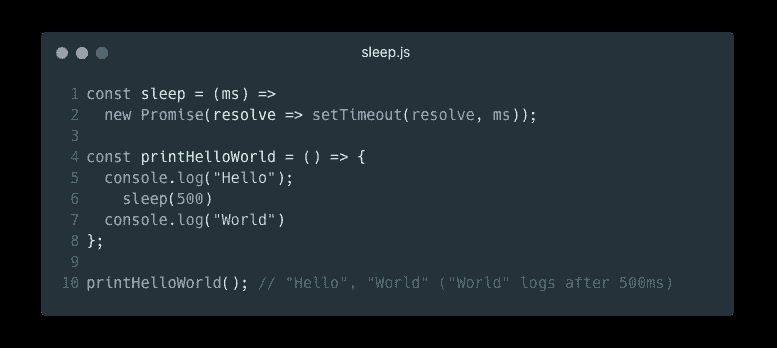 sleep.js
1 const sleep = (ms) =>
2   new Promise(resolve => setTimeout(resolve, ms));
3
4 const printHelloWorld = () => {
5   console.log("Hello");
6     sleep(500)
7   console.log("World")
8 };
9
10 printHelloWorld(); // "Hello", "World" ("World" logs after 500ms)